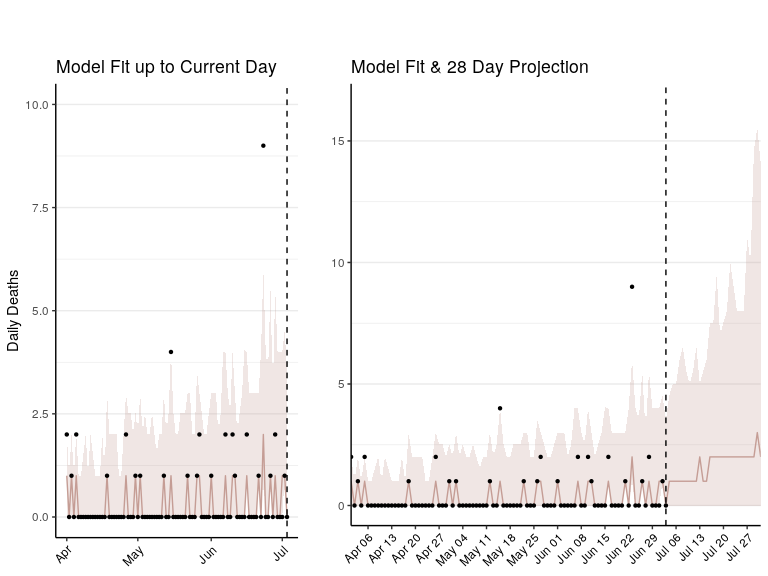 Model Fit up to Current Day
Daily Deaths
10.0
7.5
5.0
2.5
0.0
Apr
May
Jun
Jul
Model Fit & 28 Day Projection
15
10
5
0
Apr 06
Apr 13
Apr 20
Apr 27
May 04
May 11
May 18
May 25
Jun 01
Jun 08
Jun 15
Jun 22
Jun 29
Jul 06
Jul 13
Jul 20
Jul 27